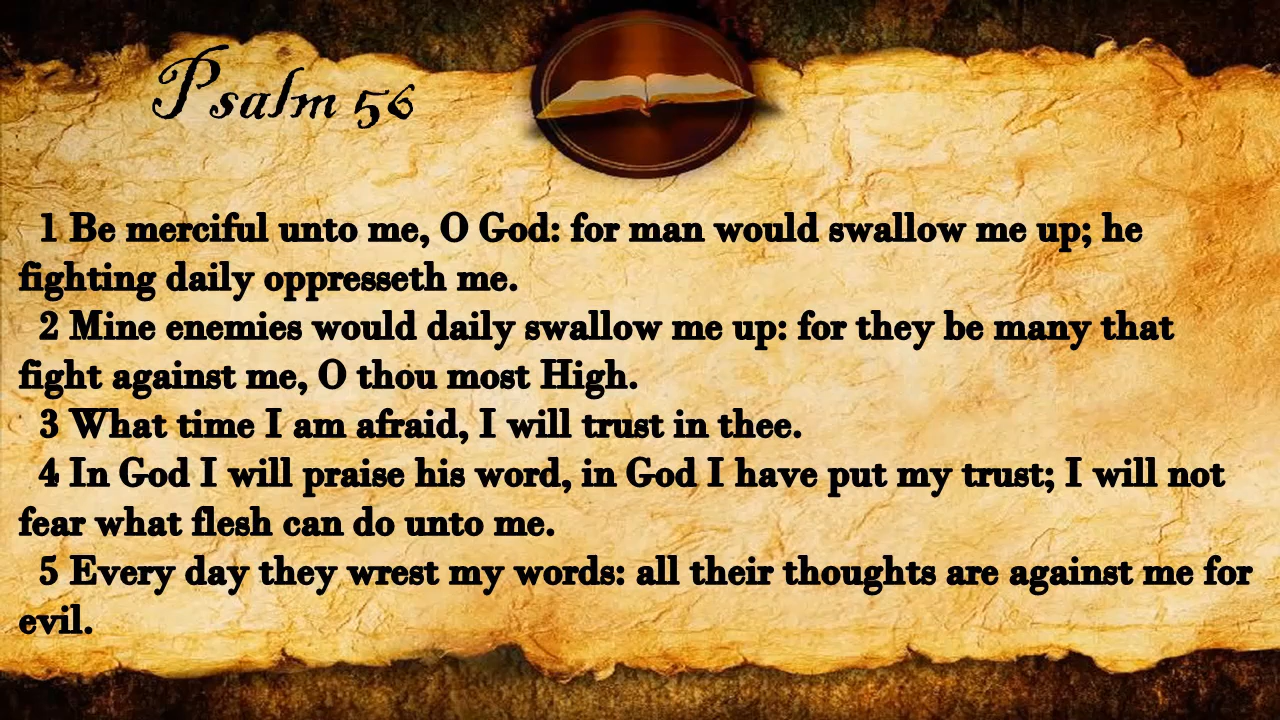 Psalm 56
1 Be merciful unto me, O God: for man would swallow me up; he
fighting daily oppresseth me.
2 Mine enemies would daily swallow me up: for they be many that
fight against me, O thou most High.
3 What time I am afraid, I will trust in thee.
4 In God I will praise his word, in God I have put my trust; I will not
fear what flesh can do unto me.
5 Every day they wrest my words: all their thoughts are against me for
evil.